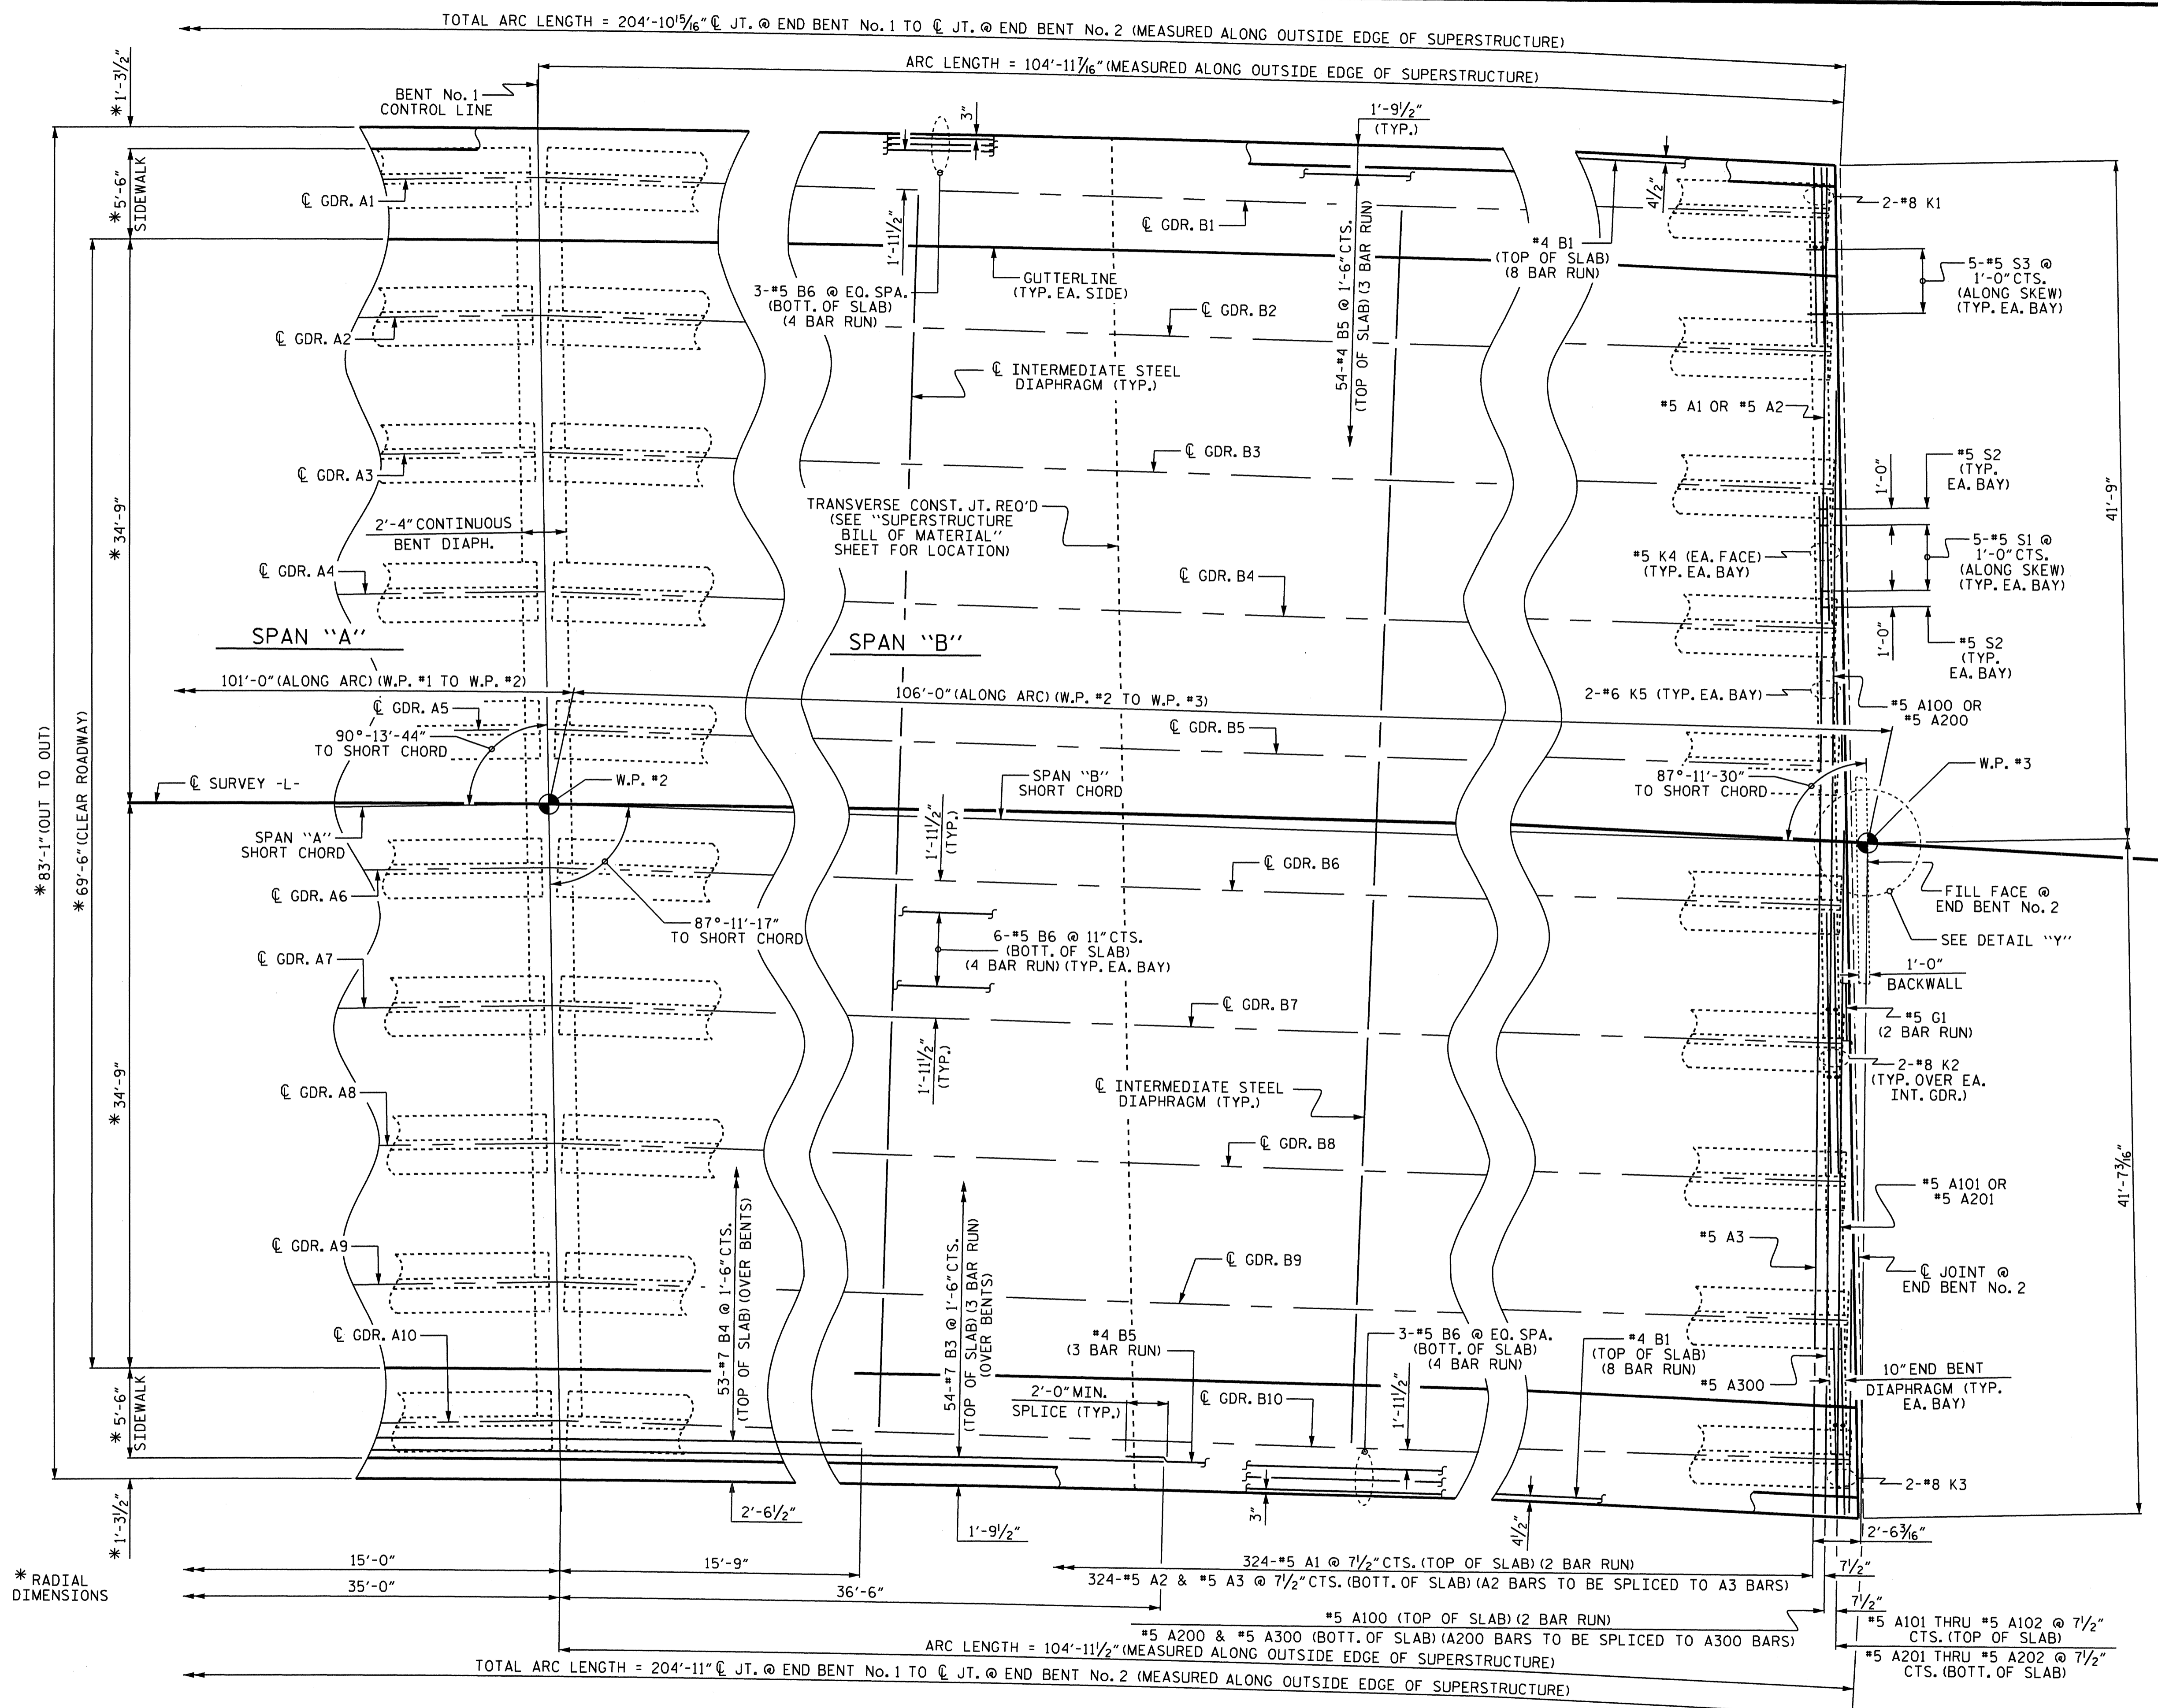 TOTAL ARC LENGTH = 204'-10 15/16" ℄ JT. @ END BENT No. 1 TO ℄ JT. @ END BENT No. 2 (MEASURED ALONG OUTSIDE EDGE OF SUPERSTRUCTURE)
ARC LENGTH = 104'-11 7/16" (MEASURED ALONG OUTSIDE EDGE OF SUPERSTRUCTURE)
*1'-3 1/2"
BENT No. 1
CONTROL LINE
3"
1'-9 1/2"
(TYP.)
*5'-6"
SIDEWALK
℄ GDR. A1
1'-11 1/2"
℄ GDR. B1
54-#4 B5 @ 1'-6" CTS.
(TOP OF SLAB) (3 BAR RUN)
4 1/2"
2-#8 K1
#4 B1
(TOP OF SLAB)
(8 BAR RUN)
GUTTERLINE
(TYP. EA. SIDE)
3-#5 B6 @ EQ. SPA.
(BOTT. OF SLAB)
(4 BAR RUN)
5-#5 S3 @
1'-0" CTS.
(ALONG SKEW)
(TYP. EA. BAY)
℄ GDR. A2
℄ GDR. B2
℄ INTERMEDIATE STEEL
DIAPHRAGM (TYP.)
#5 A1 OR #5 A2
℄ GDR. A3
℄ GDR. B3
#5 S2
(TYP.
EA. BAY)
1'-0"
41'-9"
*34'-9"
2'-4" CONTINUOUS
BENT DIAPH.
TRANSVERSE CONST. JT. REQ'D
(SEE "SUPERSTRUCTURE
BILL OF MATERIAL"
SHEET FOR LOCATION)
5-#5 S1 @
1'-0" CTS.
(ALONG SKEW)
(TYP. EA. BAY)
#5 K4 (EA. FACE)
(TYP. EA. BAY)
℄ GDR. A4
℄ GDR. B4
SPAN "A"
SPAN "B"
1'-0"
#5 S2
(TYP.
EA. BAY)
101'-0" (ALONG ARC) (W.P. #1 TO W.P. #2)
106'-0" (ALONG ARC) (W.P. #2 TO W.P. #3)
2-#6 K5 (TYP. EA. BAY)
#5 A100 OR
#5 A200
℄ GDR. A5
℄ GDR. B5
90°-13'-44"
TO SHORT CHORD
*83'-1" (OUT TO OUT)
*69'-6" (CLEAR ROADWAY)
℄ SURVEY -L-
W.P. #2
SPAN "B"
SHORT CHORD
87°-11'-30"
TO SHORT CHORD
W.P. #3
SPAN "A"
SHORT CHORD
1'-11 1/2"
(TYP.)
℄ GDR. A6
℄ GDR. B6
FILL FACE @
END BENT No. 2
87°-11'-17"
TO SHORT CHORD
6-#5 B6 @ 11" CTS.
(BOTT. OF SLAB)
(4 BAR RUN) (TYP. EA. BAY)
SEE DETAIL "Y"
1'-0"
BACKWALL
℄ GDR. A7
℄ GDR. B7
#5 G1
(2 BAR RUN)
1'-11 1/2"
(TYP.)
*34'-9"
℄ GDR. A8
℄ INTERMEDIATE STEEL
DIAPHRAGM (TYP.)
2-#8 K2
(TYP. OVER EA.
INT. GDR.)
℄ GDR. B8
41'-7 3/16"
#5 A101 OR
#5 A201
53-#7 B4 @ 1'-6" CTS.
(TOP OF SLAB) (OVER BENTS)
54-#7 B3 @ 1'-6" CTS.
(TOP OF SLAB) (3 BAR RUN)
(OVER BENTS)
#5 A3
℄ GDR. A9
℄ GDR. B9
℄ JOINT @
END BENT No. 2
℄ GDR. A10
#4 B5
(3 BAR RUN)
3-#5 B6 @ EQ. SPA.
(BOTT. OF SLAB)
(4 BAR RUN)
#4 B1
(TOP OF SLAB)
(8 BAR RUN)
#5 A300
10" END BENT
DIAPHRAGM (TYP.
EA. BAY)
2'-0" MIN.
SPLICE (TYP.)
℄ GDR. B10
1'-11 1/2"
*5'-6"
SIDEWALK
2-#8 K3
*1'-3 1/2"
2'-6 1/2"
1'-9 1/2"
3"
4 1/2"
2'-6 3/16"
15'-0"
15'-9"
324-#5 A1 @ 7 1/2" CTS. (TOP OF SLAB) (2 BAR RUN)
324-#5 A2 & #5 A3 @ 7 1/2" CTS. (BOTT. OF SLAB) (A2 BARS TO BE SPLICED TO A3 BARS)
7 1/2"
* RADIAL
DIMENSIONS
35'-0"
36'-6"
7 1/2"
#5 A100 (TOP OF SLAB) (2 BAR RUN)
#5 A200 & #5 A300 (BOTT. OF SLAB) (A200 BARS TO BE SPLICED TO A300 BARS)
#5 A101 THRU #5 A102 @ 7 1/2"
CTS. (TOP OF SLAB)
#5 A201 THRU #5 A202 @ 7 1/2"
CTS. (BOTT. OF SLAB)
ARC LENGTH = 104'-11 1/2" (MEASURED ALONG OUTSIDE EDGE OF SUPERSTRUCTURE)
TOTAL ARC LENGTH = 204'-11" ℄ JT. @ END BENT No. 1 TO ℄ JT. @ END BENT No. 2 (MEASURED ALONG OUTSIDE EDGE OF SUPERSTRUCTURE)